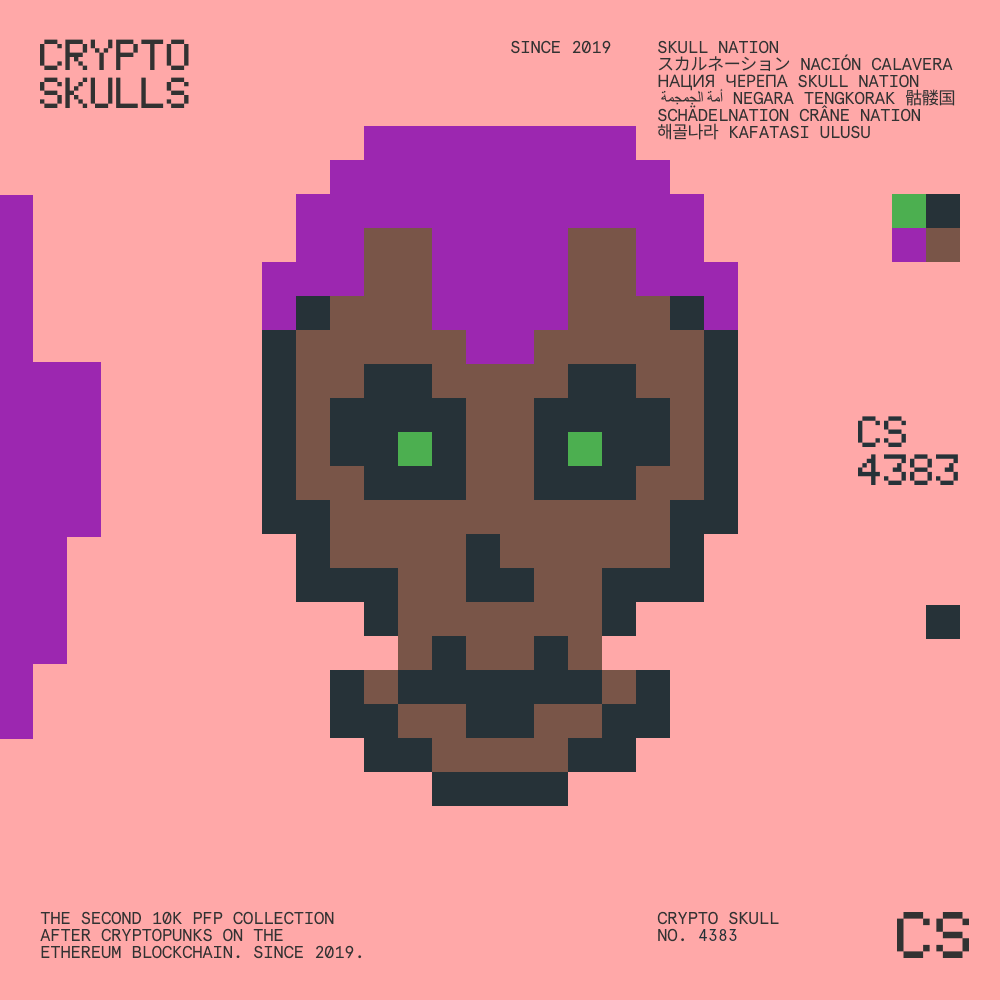 CRYPTO
SKULLS
SINCE 2019
SKULL NATION
スカルネーション NACIÓN CALAVERA
НАЦИЯ ЧЕРЕПА SKULL NATION
أمة الجمجمة NEGARA TENGKORAK 骷髅国
SCHÄDELNATION CRÂNE NATION
해골나라 KAFATASI ULUSU
CS
4383
THE SECOND 10K PFP COLLECTION
AFTER CRYPTOPUNKS ON THE
ETHEREUM BLOCKCHAIN. SINCE 2019.
CRYPTO SKULL
NO. 4383
CS